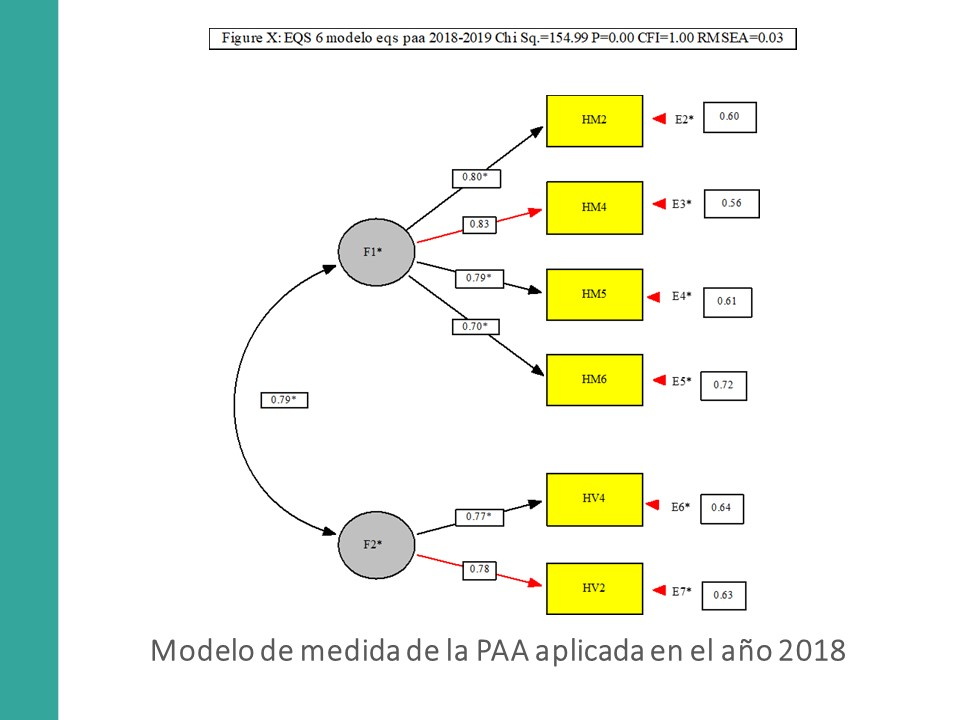 Figure X: EQS 6 modelo eqs paa 2018-2019 Chi Sq.=154.99 P=0.00 CFI=1.00 RMSEA=0.03
HM2
E2*
0.60
0.80*
HM4
E3*
0.56
0.83
F1*
0.79*
HM5
E4*
0.61
0.70*
HM6
E5*
0.72
0.79*
HV4
E6*
0.64
0.77*
F2*
0.78
HV2
E7*
0.63
Modelo de medida de la PAA aplicada en el año 2018